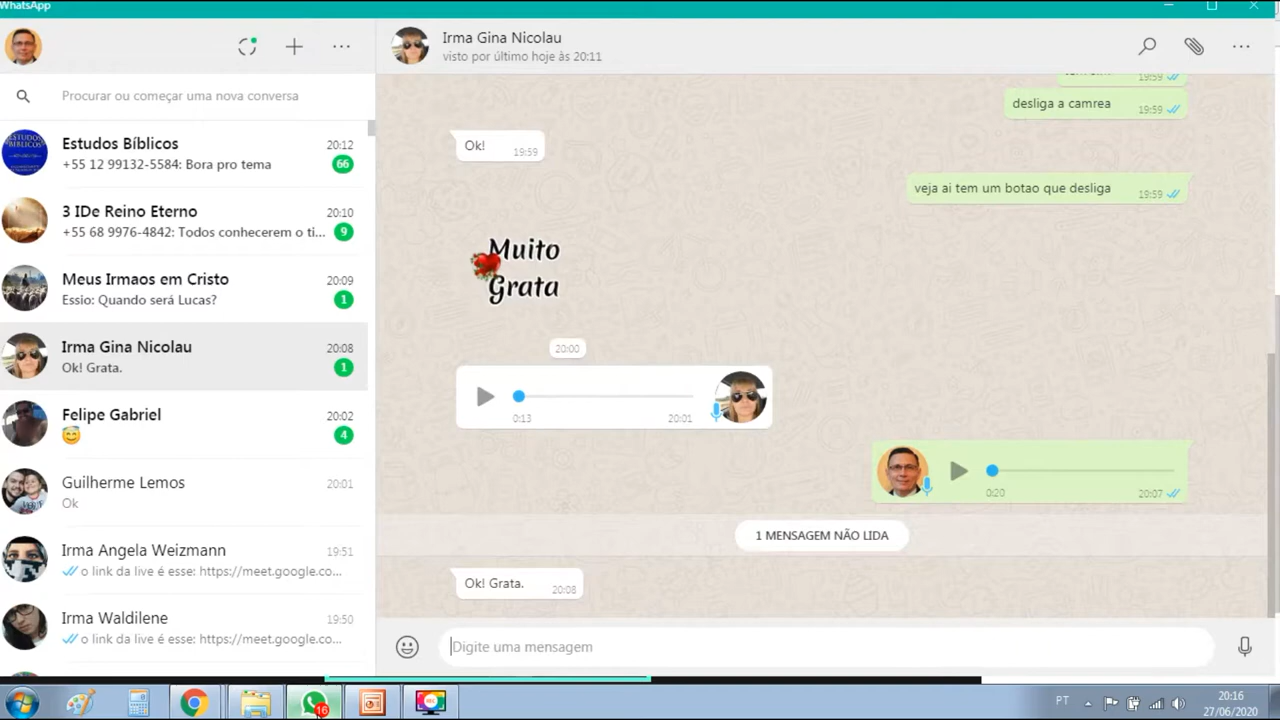 WhatsApp
Irma Gina Nicolau
visto por último hoje às 20:11
Procurar ou começar uma nova conversa
Estudos Bíblicos 20:12
+55 12 99132-5584: Bora pro tema 66
3 IDe Reino Eterno 20:10
+55 68 9976-4842: Todos conhecerem o ti... 9
Meus Irmaos em Cristo 20:09
Essio: Quando será Lucas? 1
Irma Gina Nicolau 20:08
Ok! Grata. 1
Felipe Gabriel 20:02
4
Guilherme Lemos 20:01
Ok
Irma Angela Weizmann 19:51
o link da live é esse: https://meet.google.co...
Irma Waldilene 19:50
o link da live é esse: https://meet.google.co...
19:59
desliga a camrea 19:59
Ok! 19:59
veja ai tem um botao que desliga 19:59
Muito
Grata
20:00
0:13 20:01
0:20 20:07
1 MENSAGEM NÃO LIDA
Ok! Grata. 20:08
Digite uma mensagem
16
REC
PT
20:16
27/06/2020